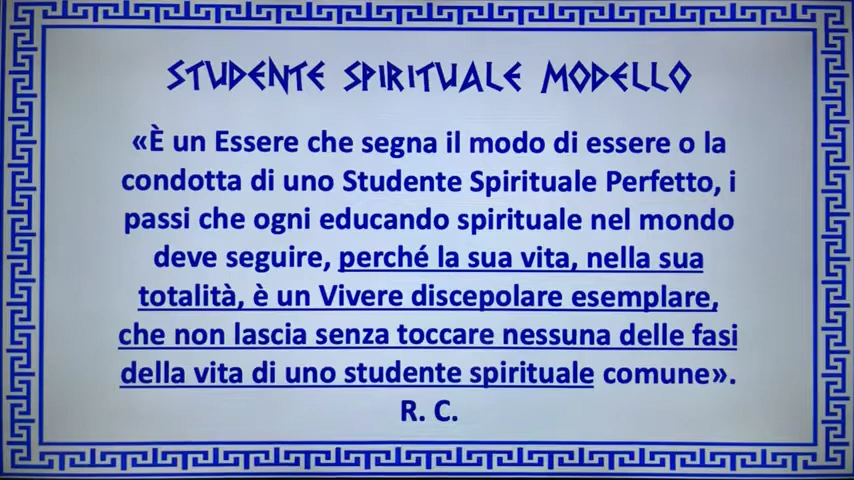 STUDENTE SPIRITUALE MODELLO
«È un Essere che segna il modo di essere o la
condotta di uno Studente Spirituale Perfetto, i
passi che ogni educando spirituale nel mondo
deve seguire, perché la sua vita, nella sua
totalità, è un Vivere discepolare esemplare,
che non lascia senza toccare nessuna delle fasi
della vita di uno studente spirituale comune».
R. C.